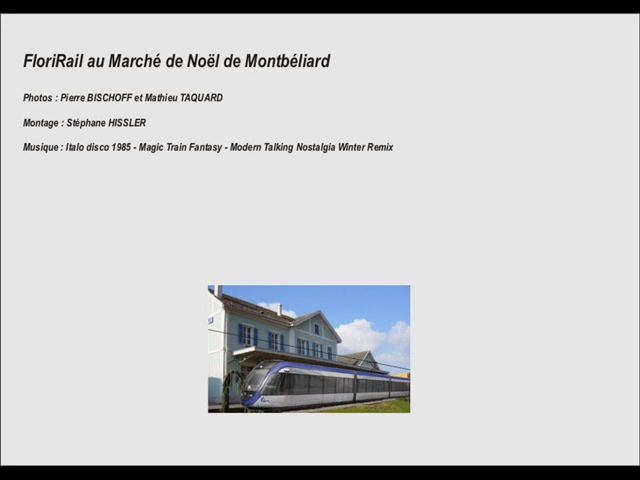 FloriRail au Marché de Noël de Montbéliard
Photos : Pierre BISCHOFF et Mathieu TAQUARD
Montage : Stéphane HISSLER
Musique : Italo disco 1985 - Magic Train Fantasy - Modern Talking Nostalgia Winter Remix